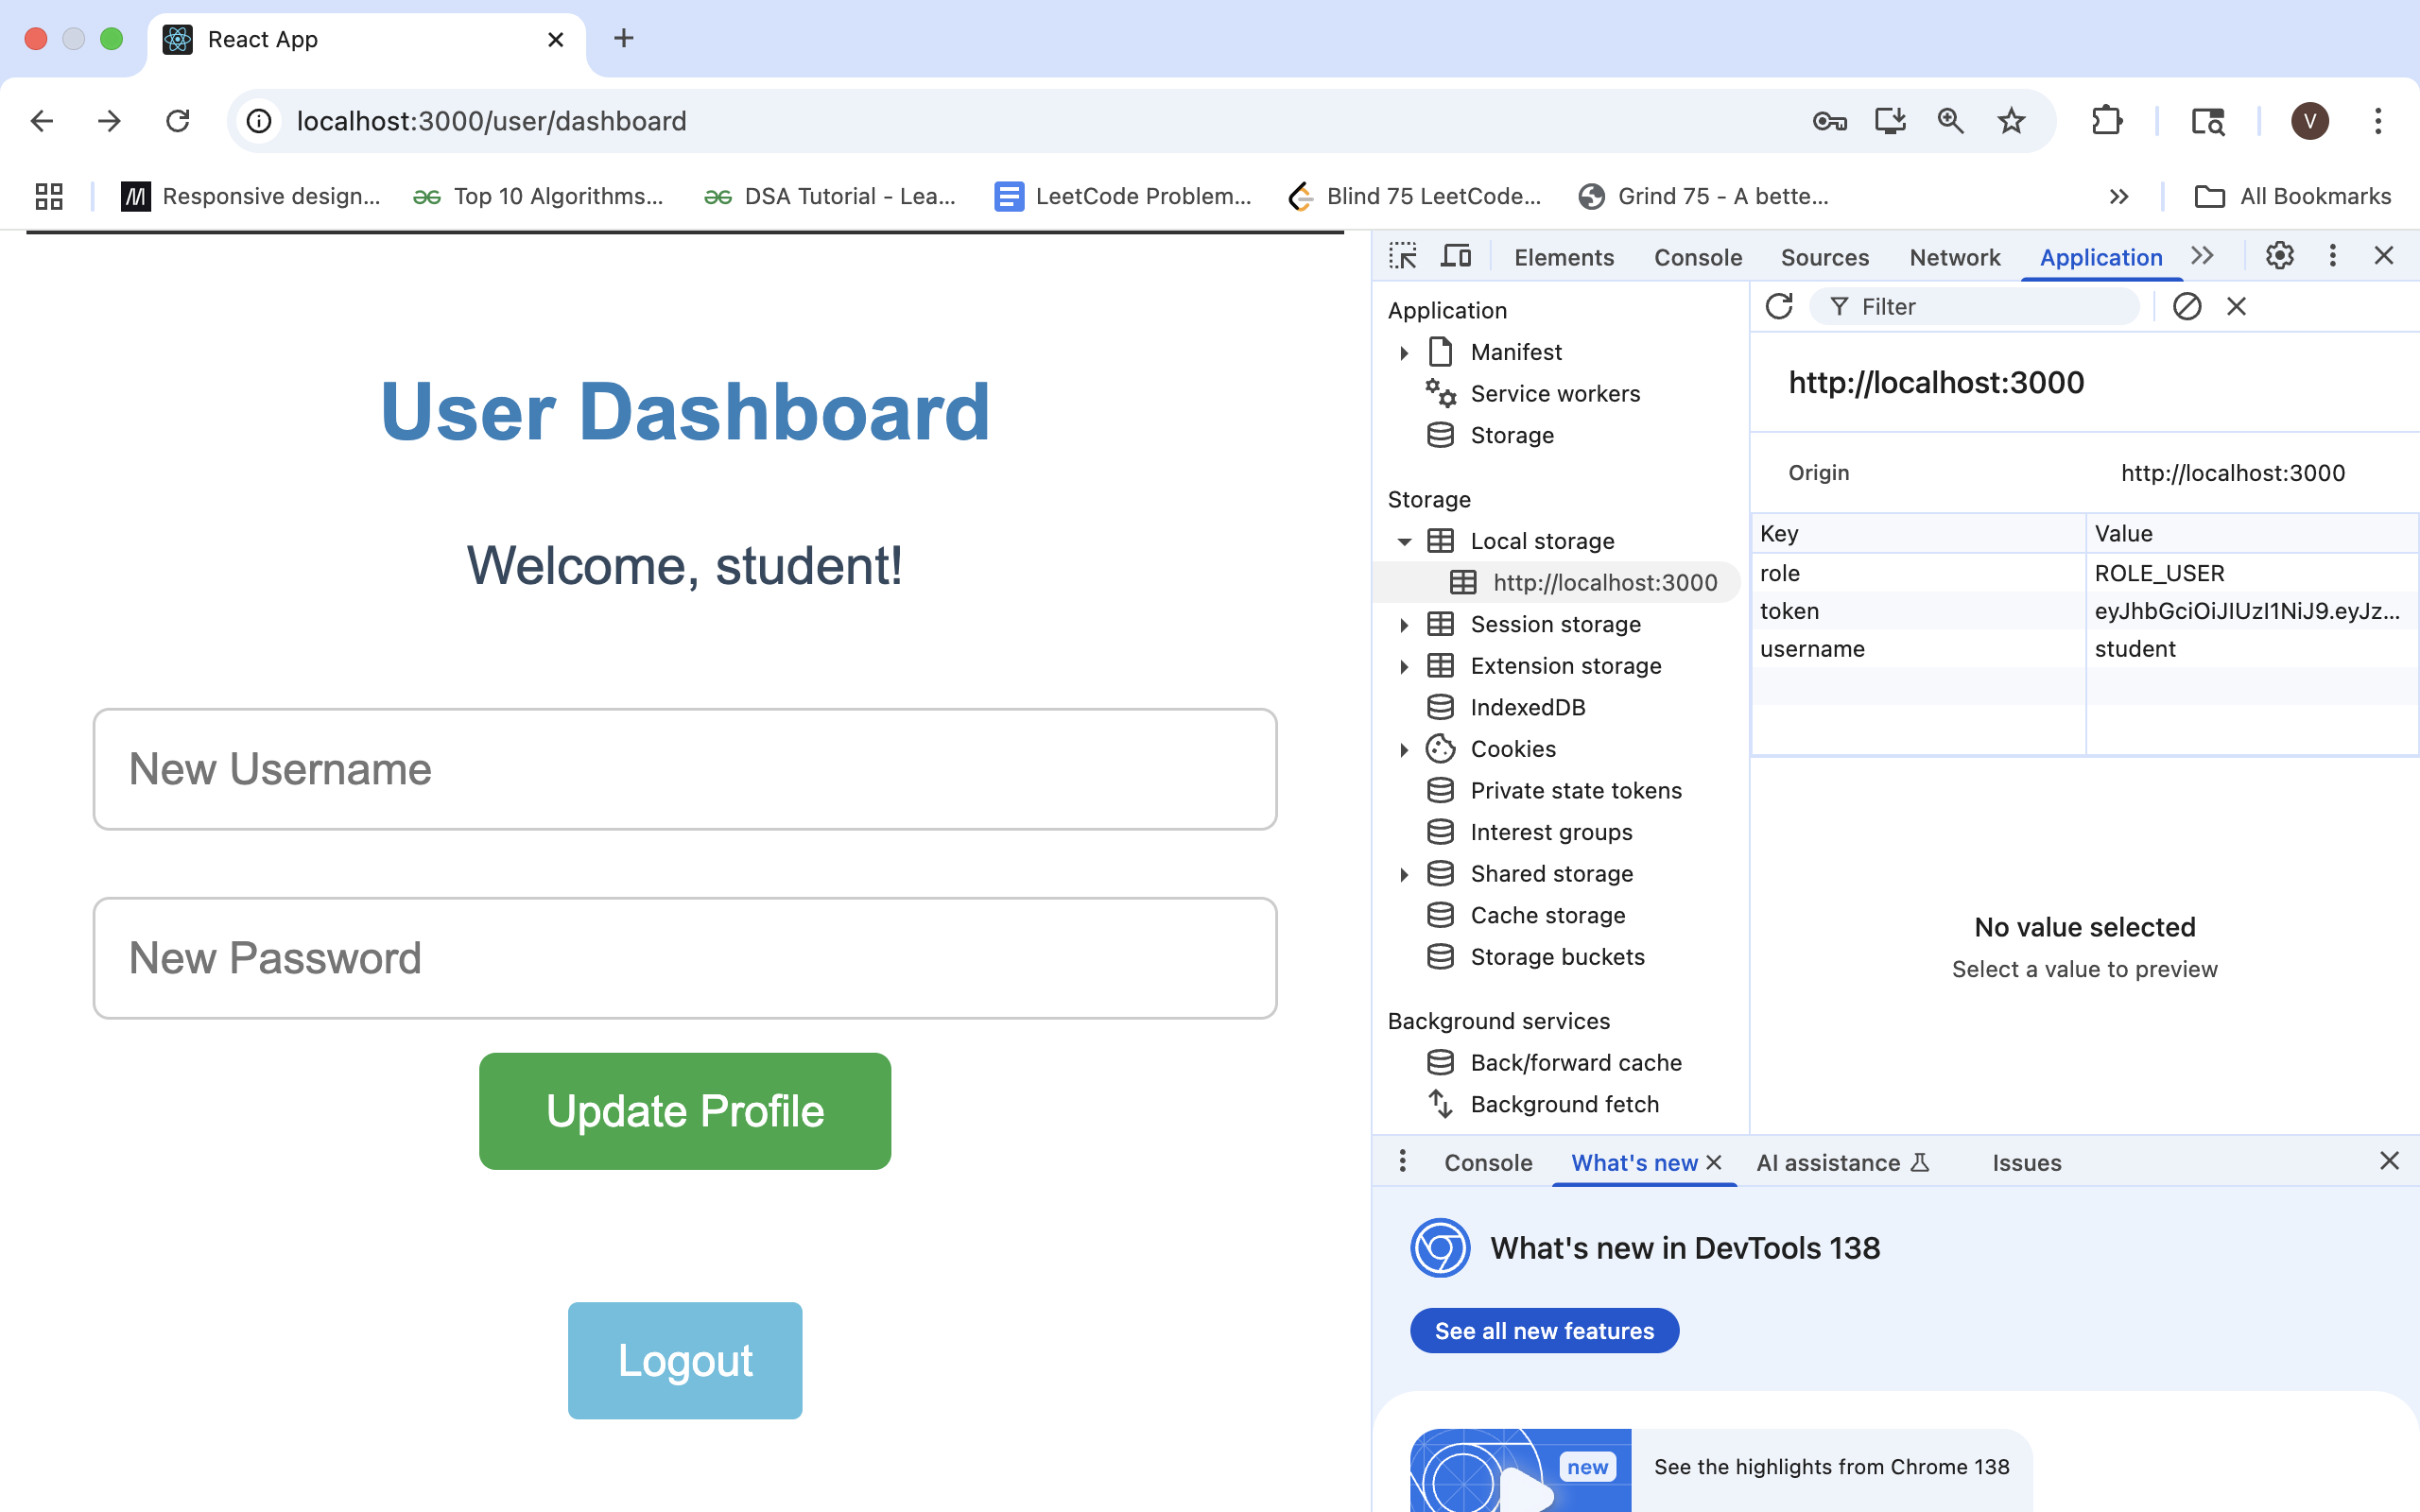 React App
localhost:3000/user/dashboard
V
Responsive design...
Top 10 Algorithms...
DSA Tutorial - Lea...
LeetCode Problem...
Blind 75 LeetCode...
Grind 75 - A bette...
All Bookmarks
User Dashboard
Welcome, student!
New Username
New Password
Update Profile
Logout
Elements
Console
Sources
Network
Application
Application
Manifest
Service workers
Storage
Storage
Local storage
http://localhost:3000
Session storage
Extension storage
IndexedDB
Cookies
Private state tokens
Interest groups
Shared storage
Cache storage
Storage buckets
Background services
Back/forward cache
Background fetch
Filter
http://localhost:3000
Origin http://localhost:3000
Key Value
role ROLE_USER
token eyJhbGciOiJIUzI1NiJ9.eyJz...
username student
No value selected
Select a value to preview
Console
What's new
AI assistance
Issues
What's new in DevTools 138
See all new features
new
See the highlights from Chrome 138